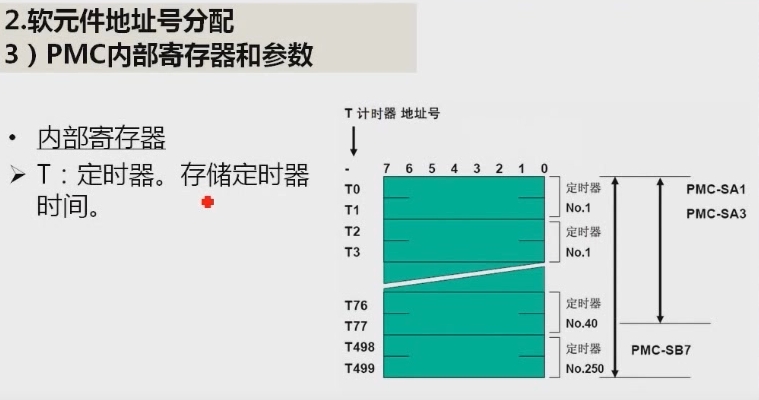 2.软元件地址号分配
3）PMC内部寄存器和参数
• 内部寄存器
➢ T：定时器。存储定时器
时间。
T 计时器 地址号
- 7 6 5 4 3 2 1 0
T0
T1
定时器
No.1
T2
T3
定时器
No.1
T76
T77
定时器
No.40
T498
T499
定时器
No.250
PMC-SA1
PMC-SA3
PMC-SB7